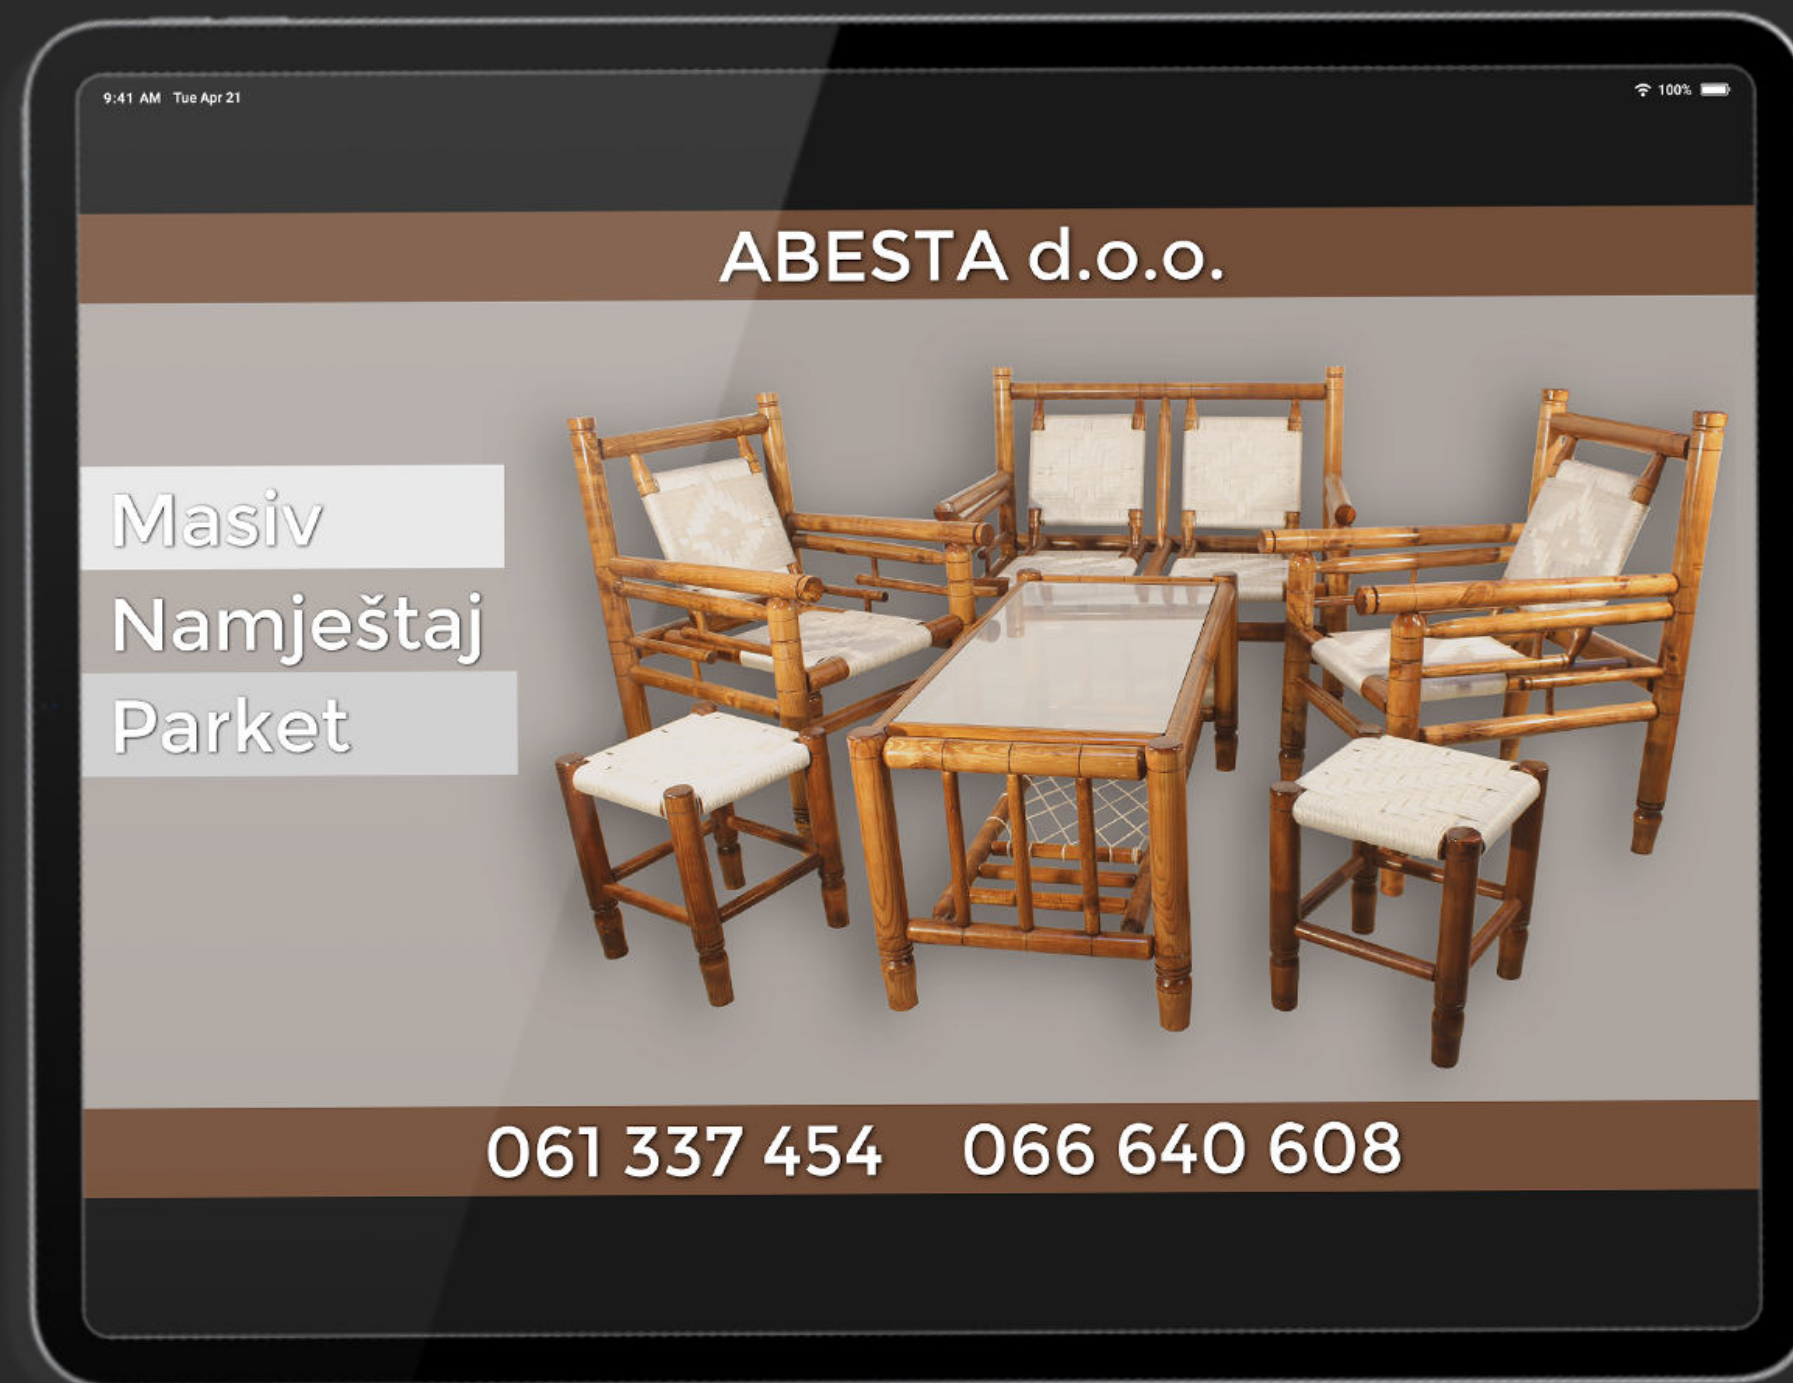 9:41 AM Tue Apr 21
100%
ABESTA d.o.o.
Masiv
Namještaj
Parket
061 337 454 066 640 608